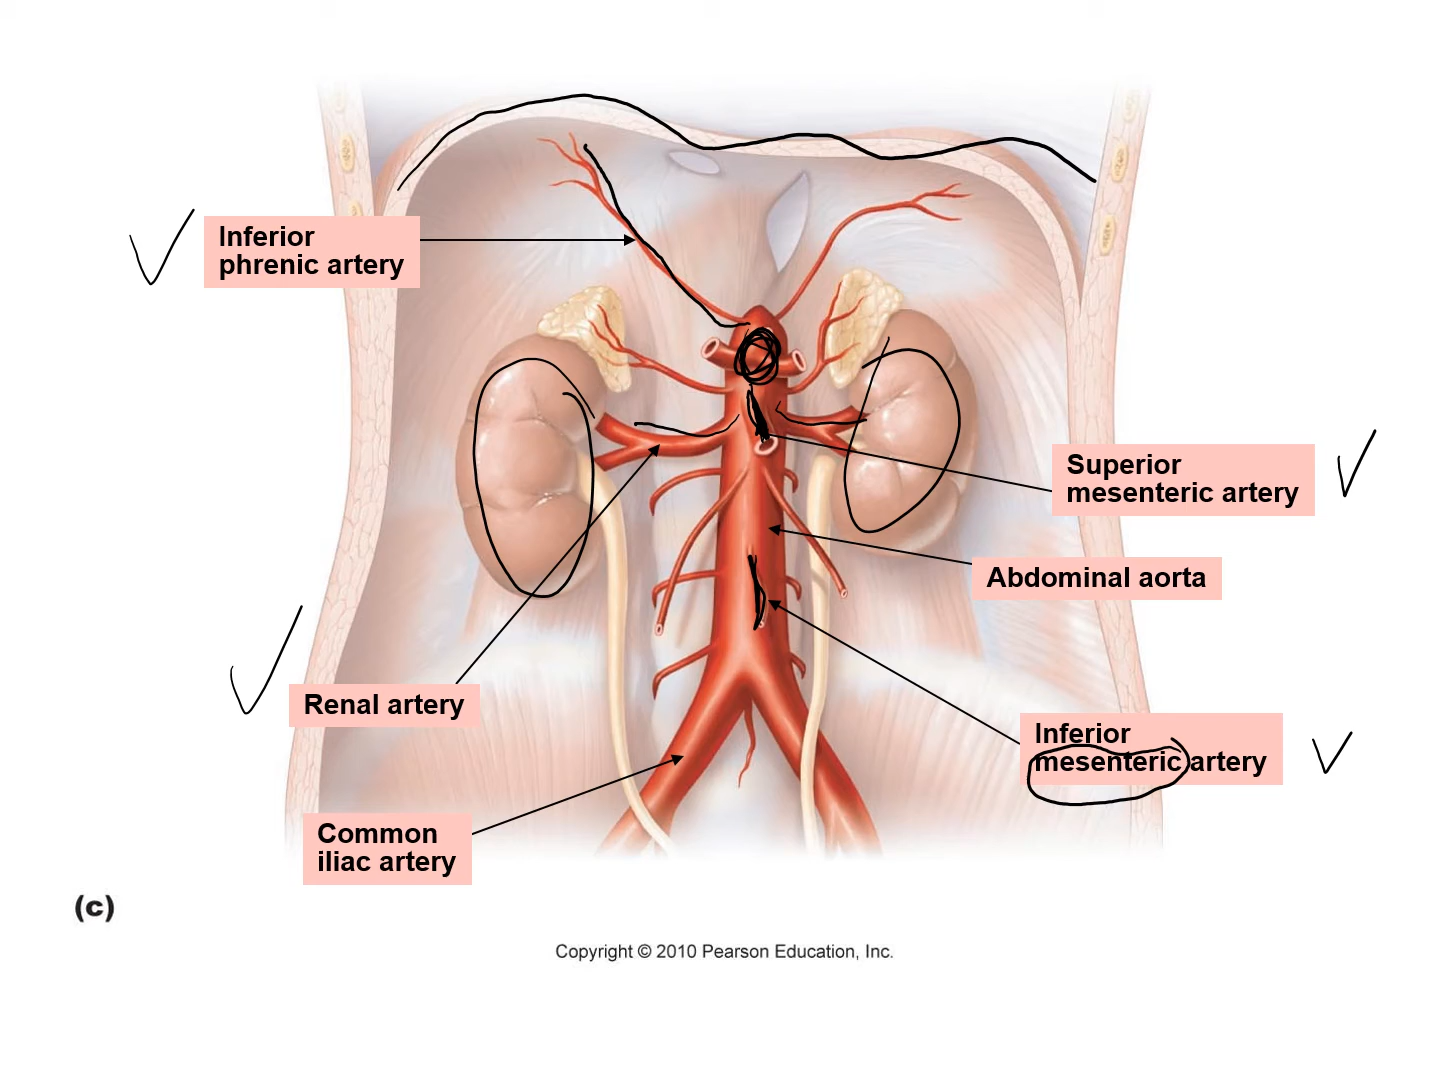 Inferior
phrenic artery
Superior
mesenteric artery
Abdominal aorta
Renal artery
Inferior
mesenteric artery
Common
iliac artery
(c)
Copyright © 2010 Pearson Education, Inc.